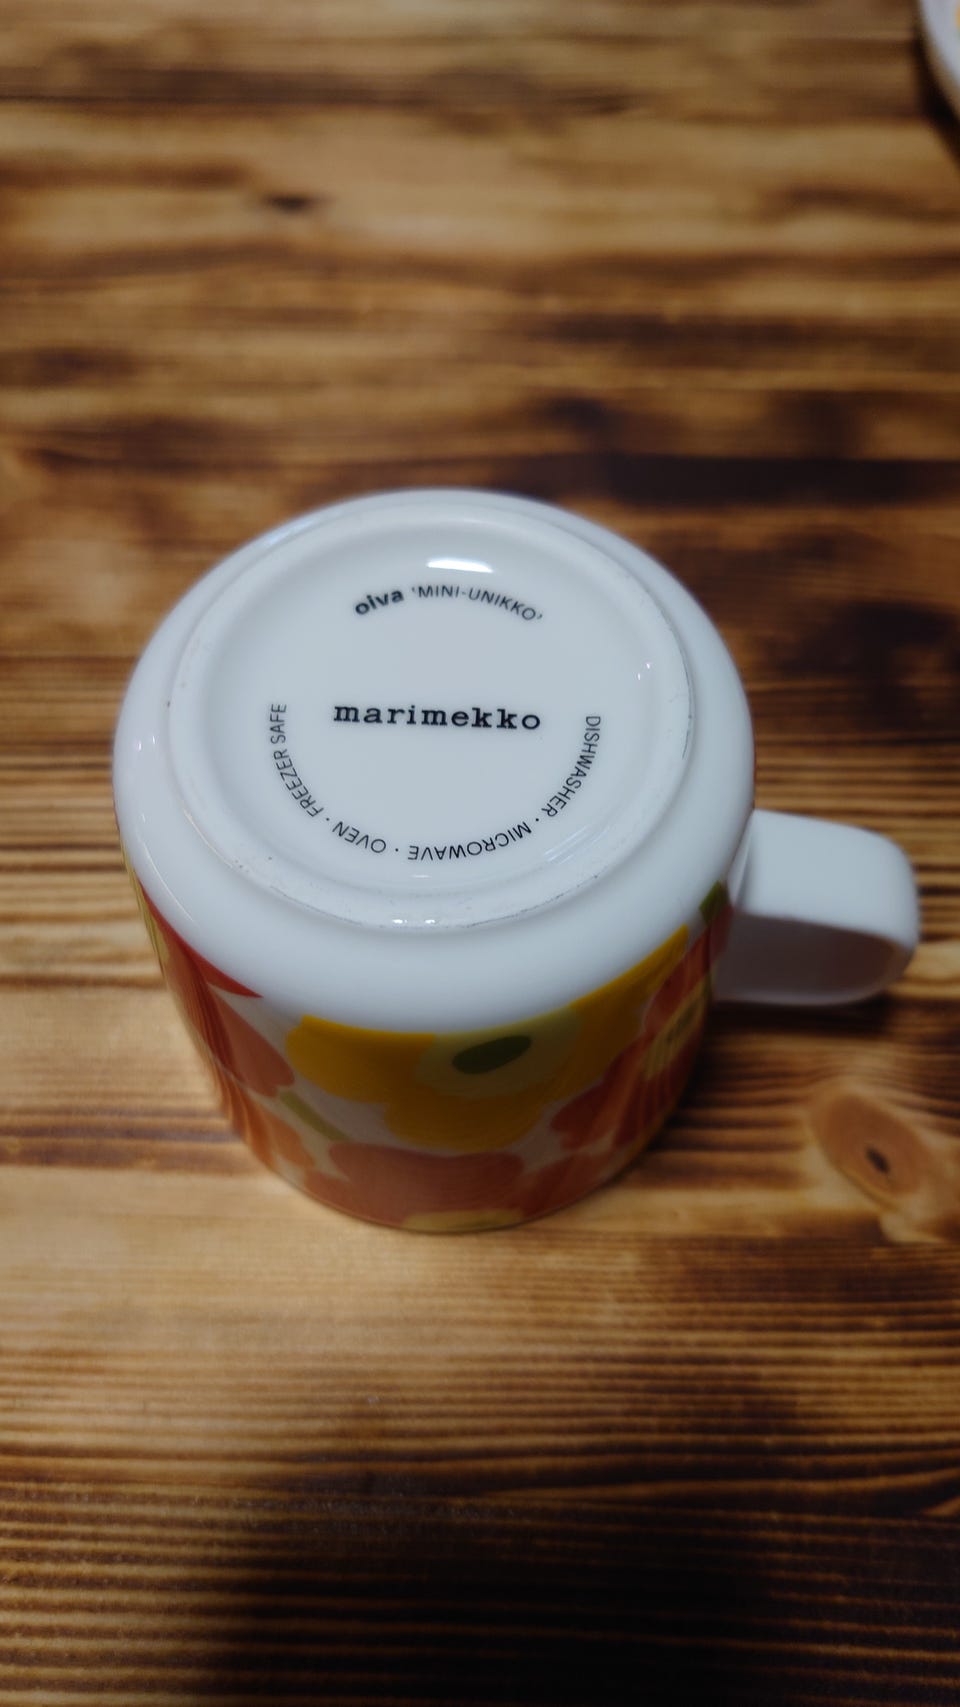 oiva 'MINI-UNIKKO'
marimekko
DISHWASHER · MICROWAVE · OVEN · FREEZER SAFE